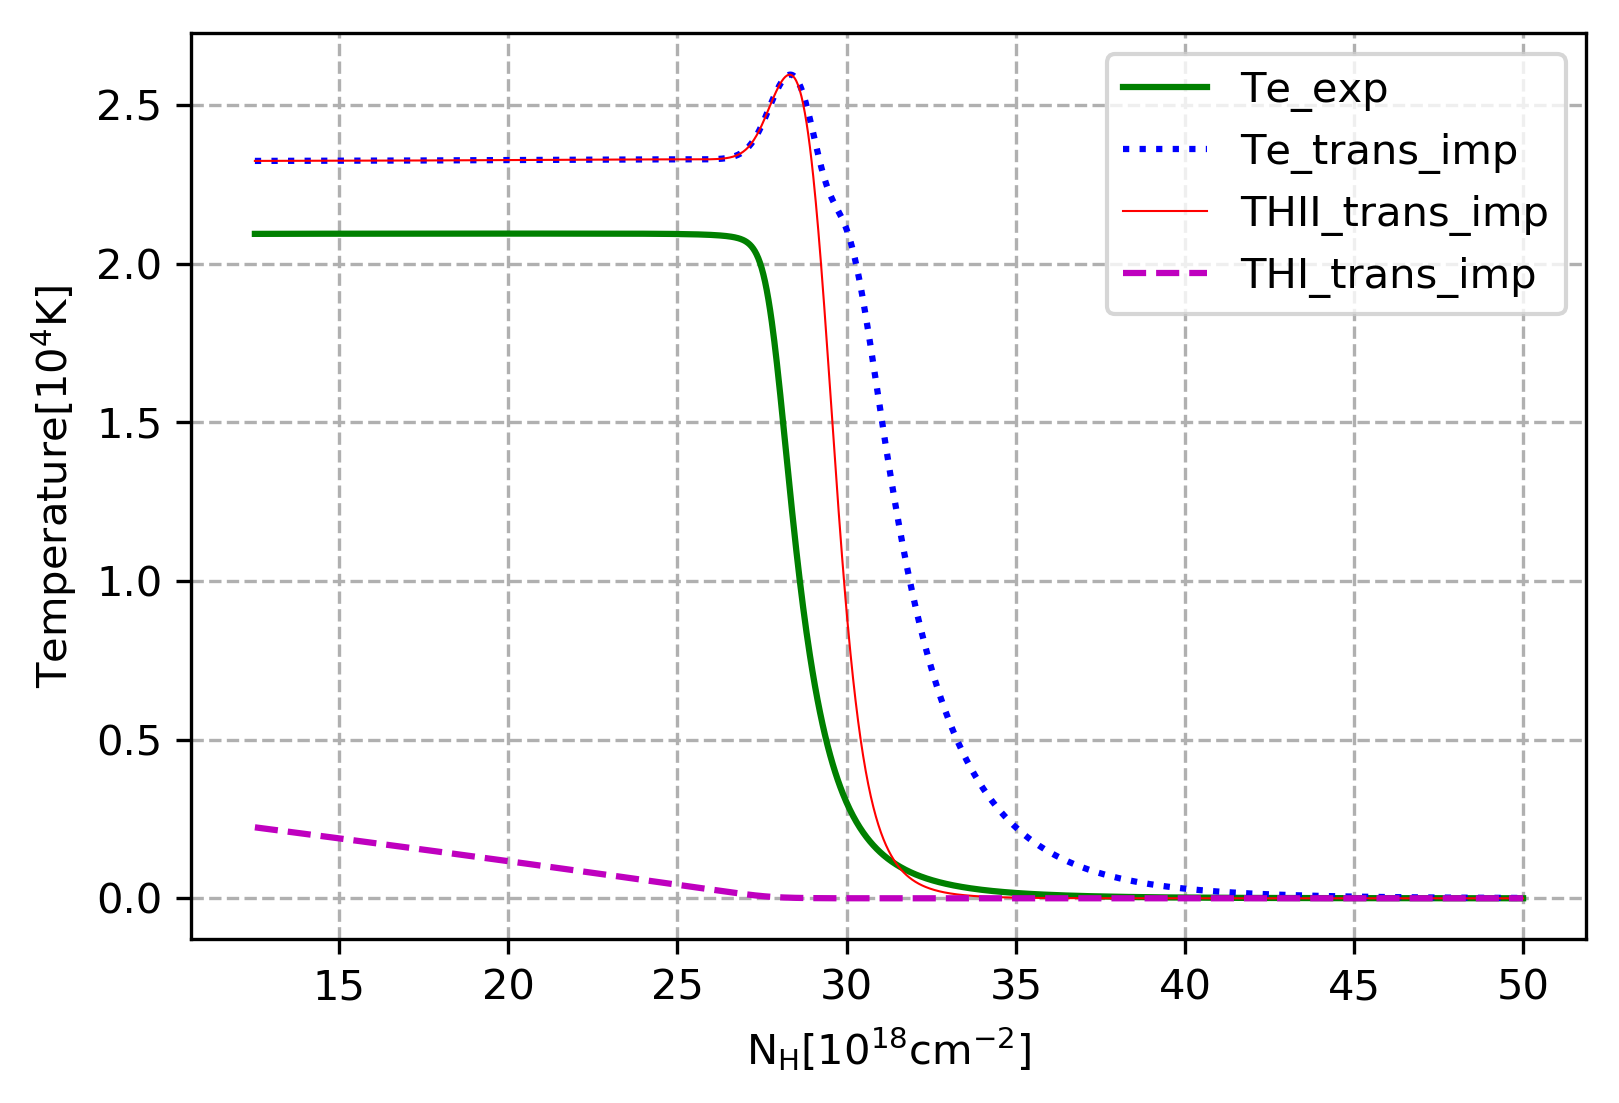 Temperature[10⁴K]
2.5
2.0
1.5
1.0
0.5
0.0
15 20 25 30 35 40 45 50
N_H[10¹⁸cm⁻²]
Te_exp
Te_trans_imp
THII_trans_imp
THI_trans_imp